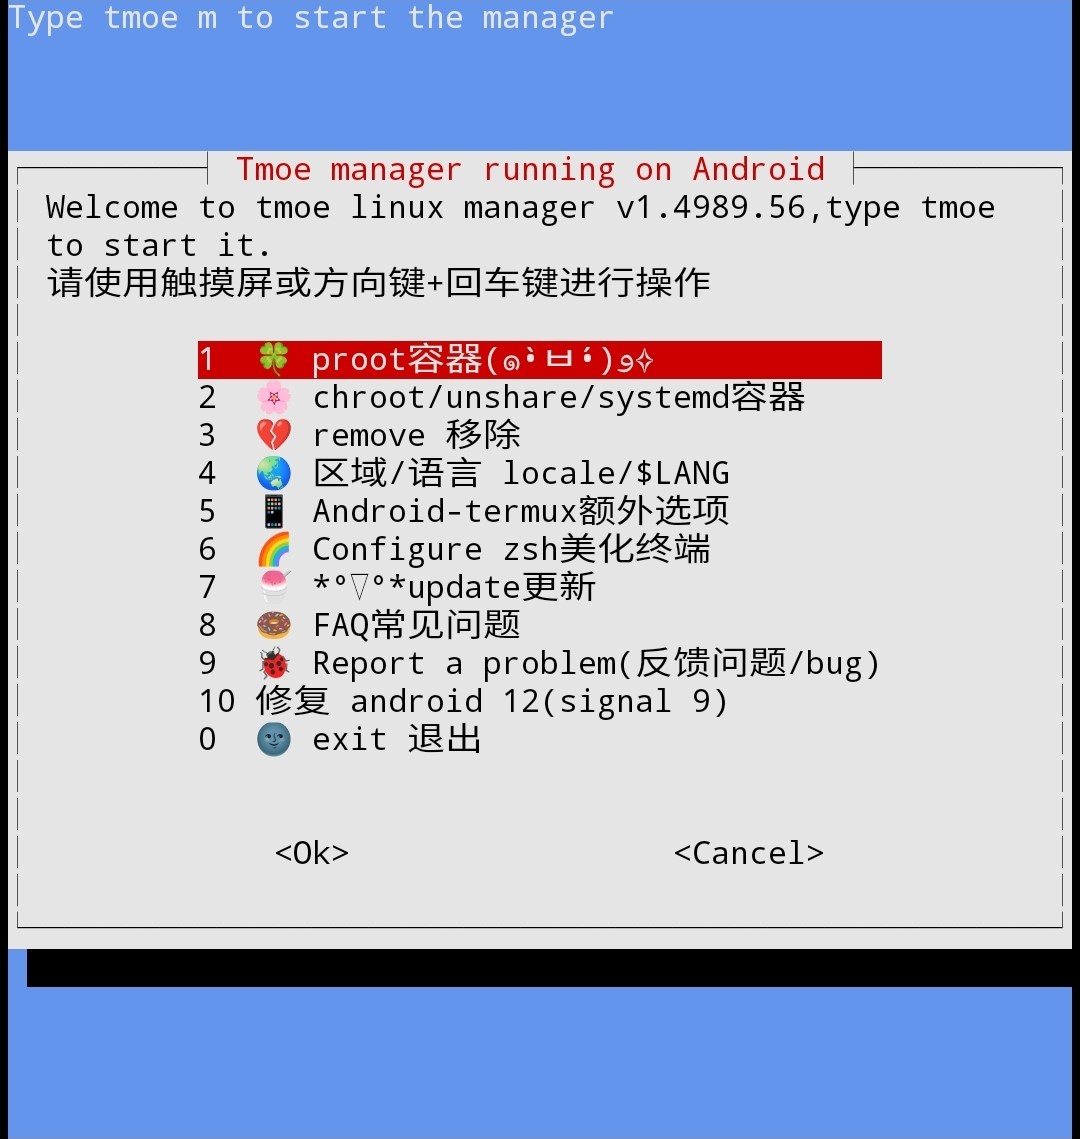 Type tmoe m to start the manager
Tmoe manager running on Android
Welcome to tmoe linux manager v1.4989.56,type tmoe
to start it.
请使用触摸屏或方向键+回车键进行操作
1 🍀 proot容器(๑•̀ㅂ•́)و✧
2 🌸 chroot/unshare/systemd容器
3 💔 remove 移除
4 🌏 区域/语言 locale/$LANG
5 📱 Android-termux额外选项
6 🌈 Configure zsh美化终端
7 🍧 *°▽°*update更新
8 🍩 FAQ常见问题
9 🐞 Report a problem(反馈问题/bug)
10 修复 android 12(signal 9)
0 🌚 exit 退出
<Ok> <Cancel>